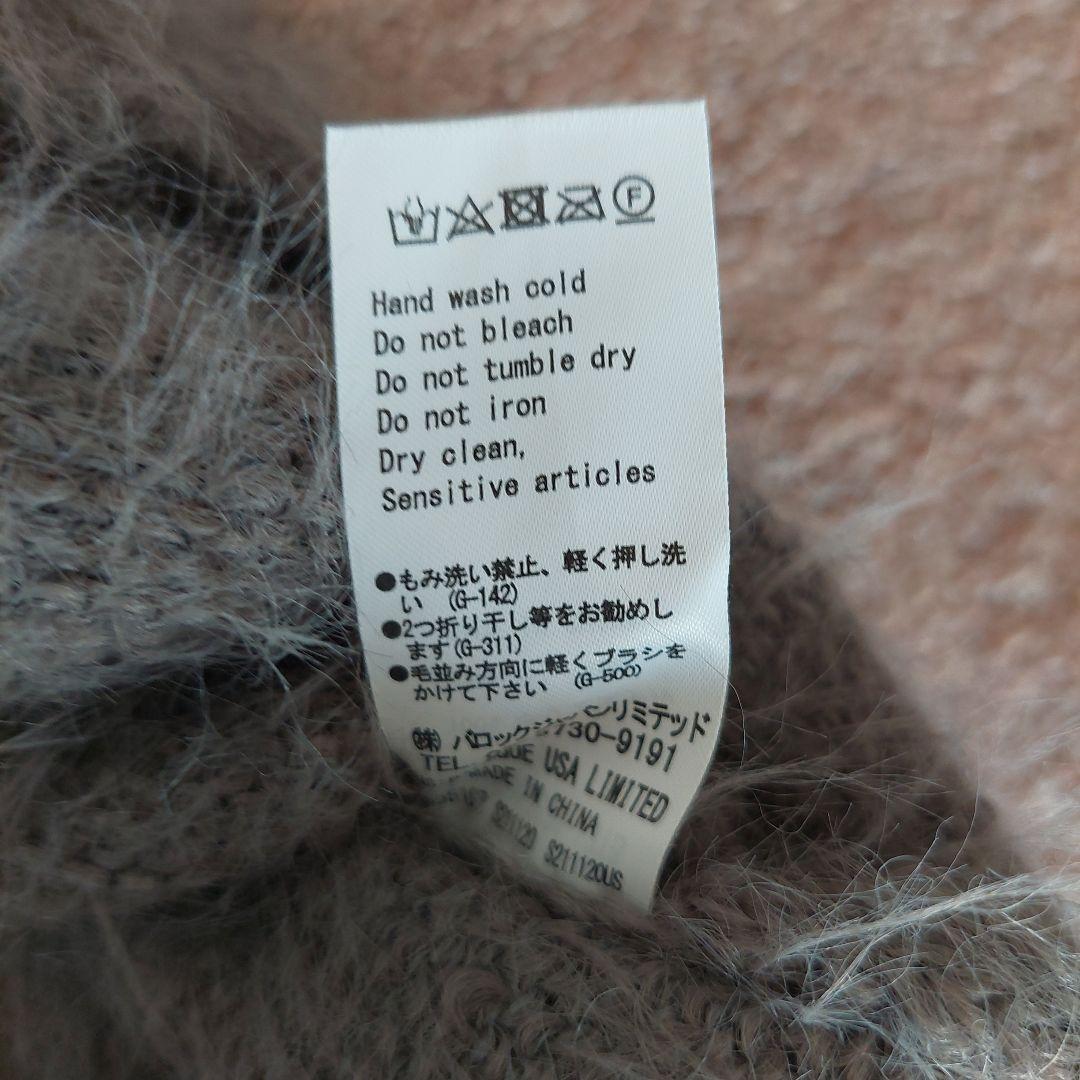 F
Hand wash cold
Do not bleach
Do not tumble dry
Do not iron
Dry clean,
Sensitive articles
●もみ洗い禁止、軽く押し洗
い (G-142)
●2つ折り干し等をお勧めし
ます(G-311)
●毛並み方向に軽くブラシを
かけて下さい (G-500)
㈱バロック リミテッド
TEL 730-9191
USA LIMITED
MADE IN CHINA
S21120 S211120US